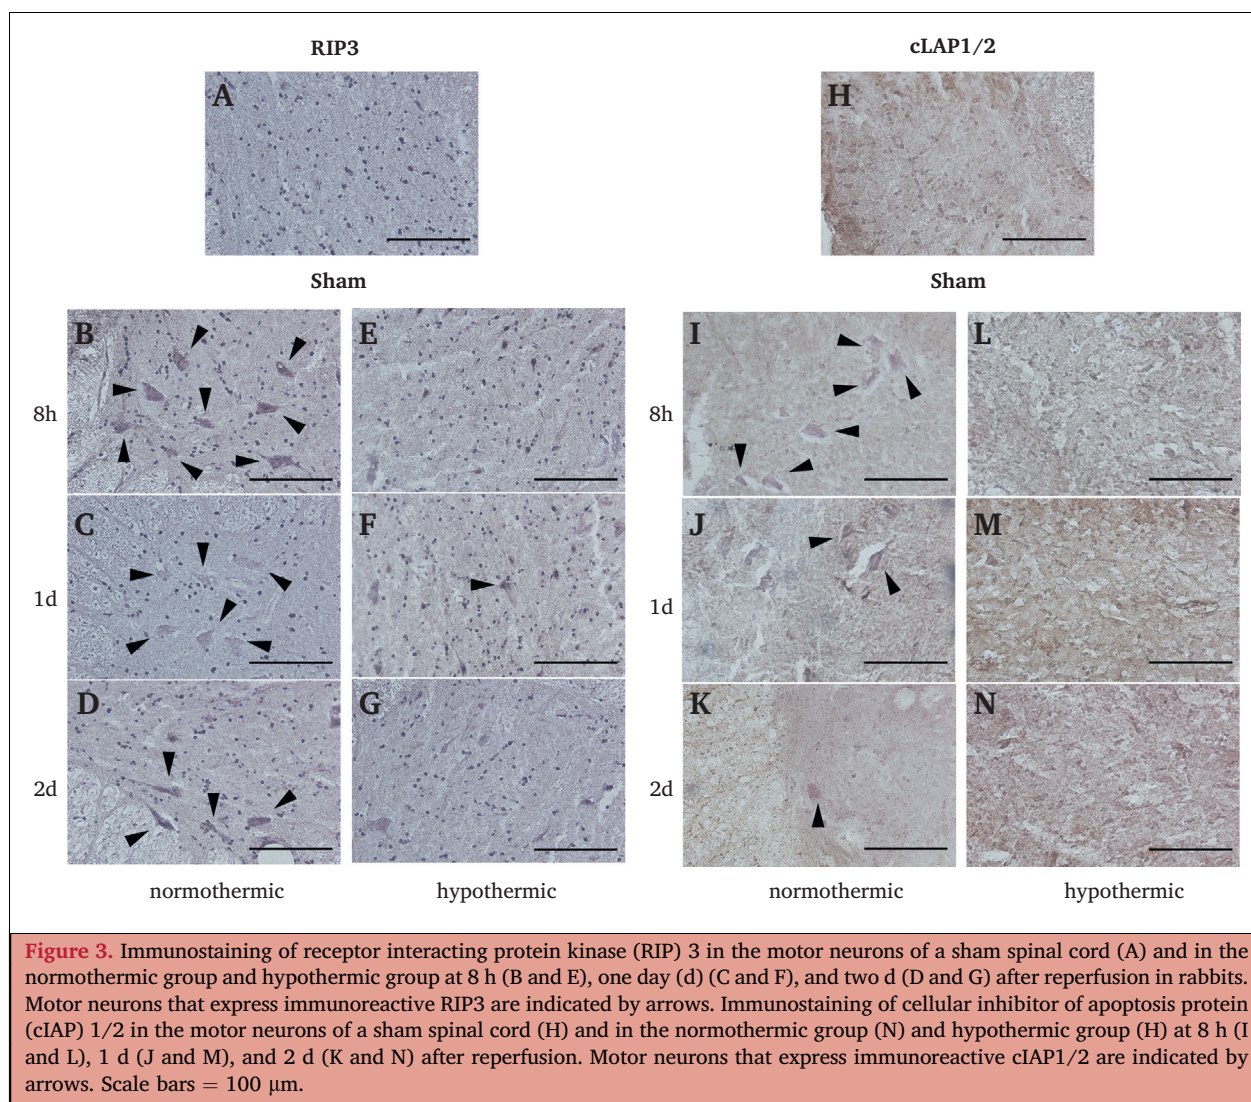 RIP3
cLAP1/2
A
H
Sham
Sham
B
E
I
L
8h
8h
C
F
J
M
1d
1d
D
G
K
N
2d
2d
normothermic
hypothermic
normothermic
hypothermic
Figure 3. Immunostaining of receptor interacting protein kinase (RIP) 3 in the motor neurons of a sham spinal cord (A) and in the
normothermic group and hypothermic group at 8 h (B and E), one day (d) (C and F), and two d (D and G) after reperfusion in rabbits.
Motor neurons that express immunoreactive RIP3 are indicated by arrows. Immunostaining of cellular inhibitor of apoptosis protein
(cIAP) 1/2 in the motor neurons of a sham spinal cord (H) and in the normothermic group (N) and hypothermic group (H) at 8 h (I
and L), 1 d (J and M), and 2 d (K and N) after reperfusion. Motor neurons that express immunoreactive cIAP1/2 are indicated by
arrows. Scale bars = 100 μm.